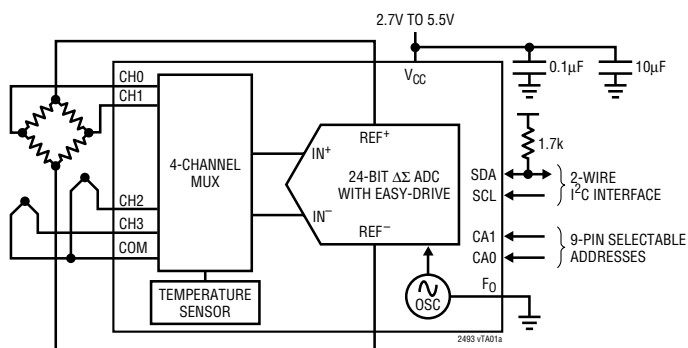 2.7V TO 5.5V
0.1µF
10µF
VCC
CH0
CH1
REF+
1.7k
4-CHANNEL
MUX
IN+
24-BIT ΔΣ ADC
WITH EASY-DRIVE
SDA
SCL
2-WIRE
I2C INTERFACE
CH2
CH3
COM
IN−
REF−
CA1
CA0
9-PIN SELECTABLE
ADDRESSES
TEMPERATURE
SENSOR
OSC
FO
2493 vTA01a